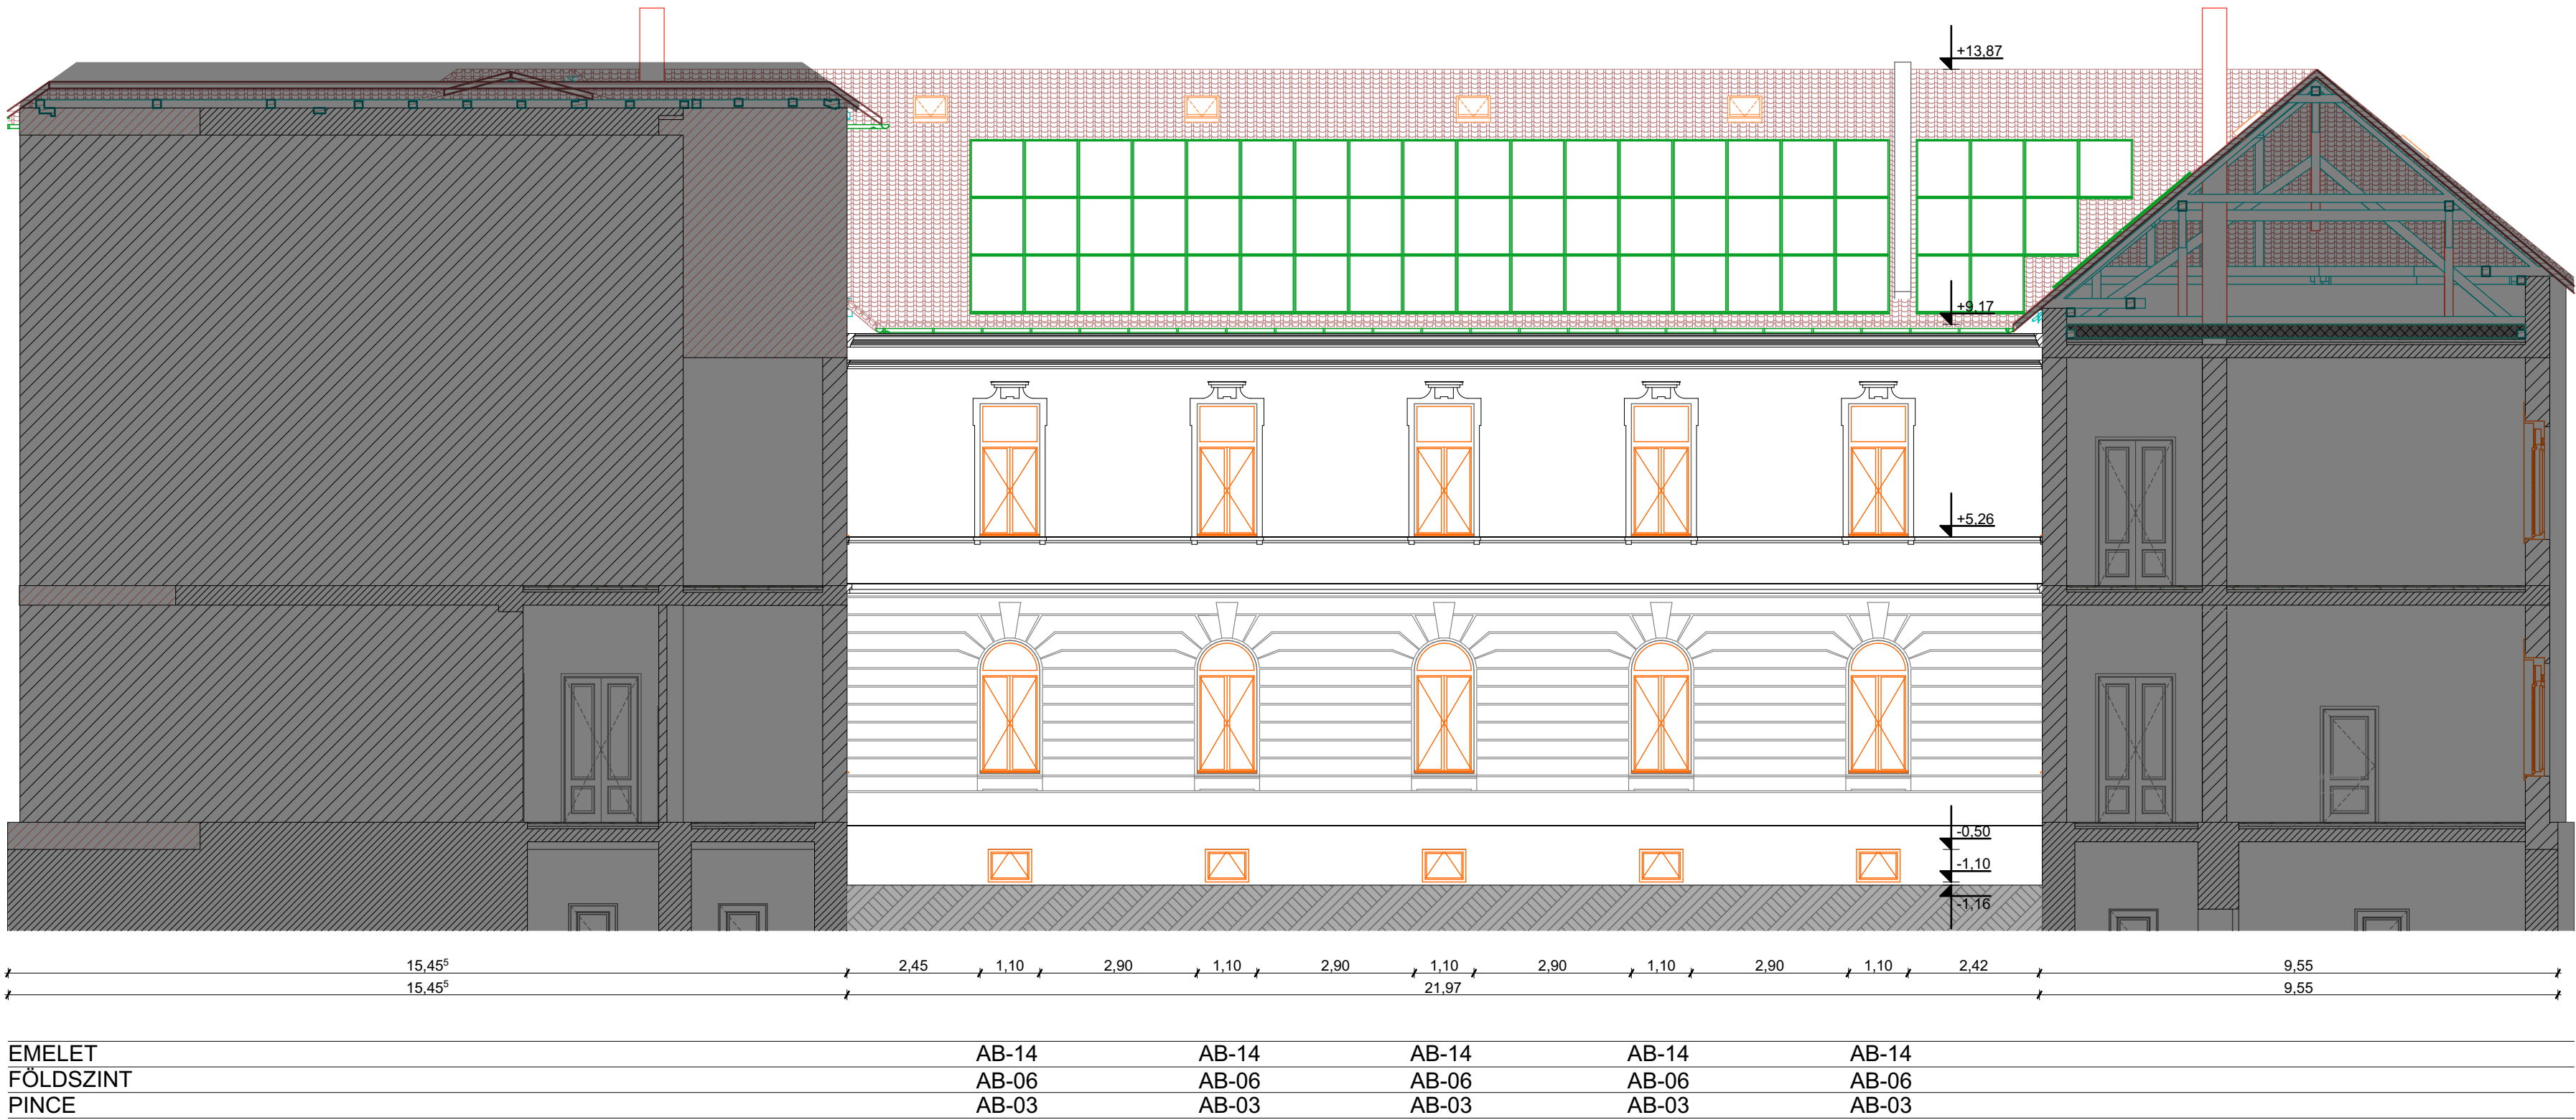 +13,87
+9,17
+5,26
-0,50
-1,10
-1,16
15,45⁵ 2,45 1,10 2,90 1,10 2,90 1,10 2,90 1,10 2,90 1,10 2,42 9,55
15,45⁵ 21,97 9,55
EMELET AB-14 AB-14 AB-14 AB-14 AB-14
FÖLDSZINT AB-06 AB-06 AB-06 AB-06 AB-06
PINCE AB-03 AB-03 AB-03 AB-03 AB-03